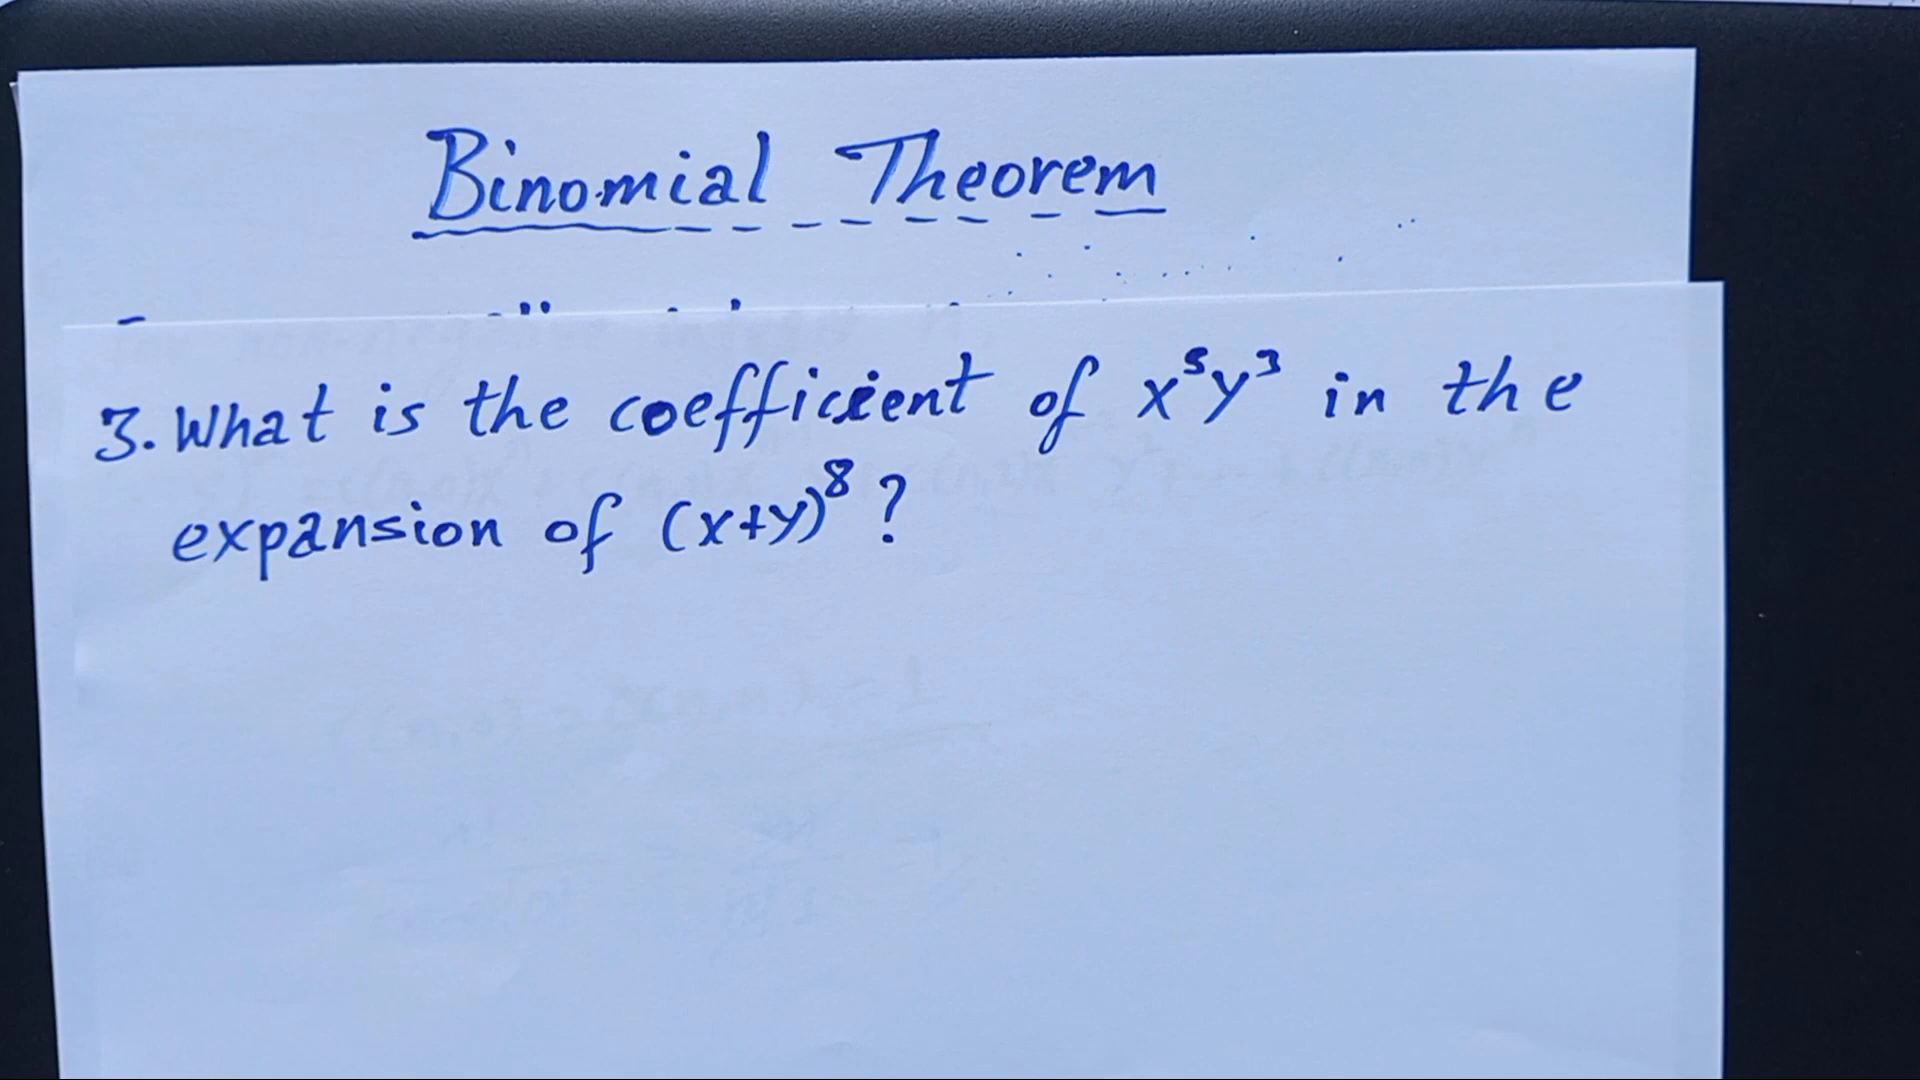 Binomial Theorem
3. What is the coefficient of x⁵y³ in the
expansion of (x+y)⁸?